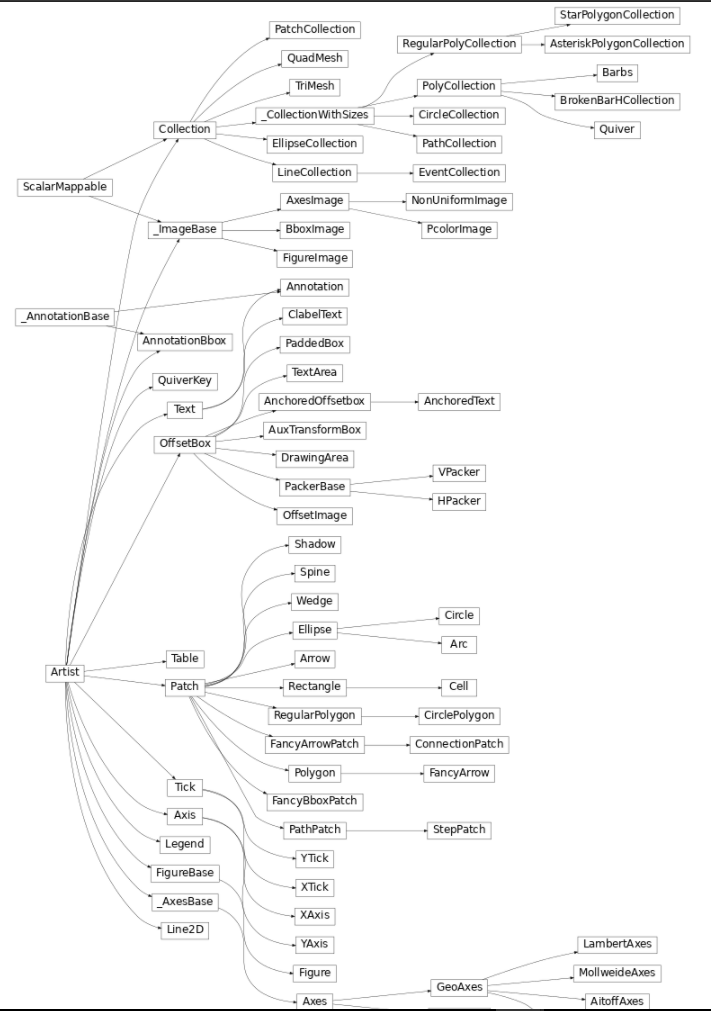 StarPolygonCollection
PatchCollection
RegularPolyCollection
AsteriskPolygonCollection
QuadMesh
Barbs
TriMesh
PolyCollection
BrokenBarHCollection
_CollectionWithSizes
CircleCollection
Collection
Quiver
EllipseCollection
PathCollection
LineCollection
EventCollection
ScalarMappable
AxesImage
NonUniformImage
_ImageBase
BboxImage
PcolorImage
FigureImage
Annotation
_AnnotationBase
ClabelText
AnnotationBbox
PaddedBox
TextArea
QuiverKey
AnchoredOffsetbox
AnchoredText
Text
AuxTransformBox
OffsetBox
DrawingArea
VPacker
PackerBase
HPacker
OffsetImage
Shadow
Spine
Wedge
Circle
Ellipse
Arc
Table
Arrow
Artist
Patch
Rectangle
Cell
RegularPolygon
CirclePolygon
FancyArrowPatch
ConnectionPatch
Polygon
FancyArrow
Tick
FancyBboxPatch
Axis
PathPatch
StepPatch
Legend
YTick
FigureBase
XTick
_AxesBase
XAxis
Line2D
YAxis
LambertAxes
Figure
MollweideAxes
GeoAxes
Axes
AitoffAxes